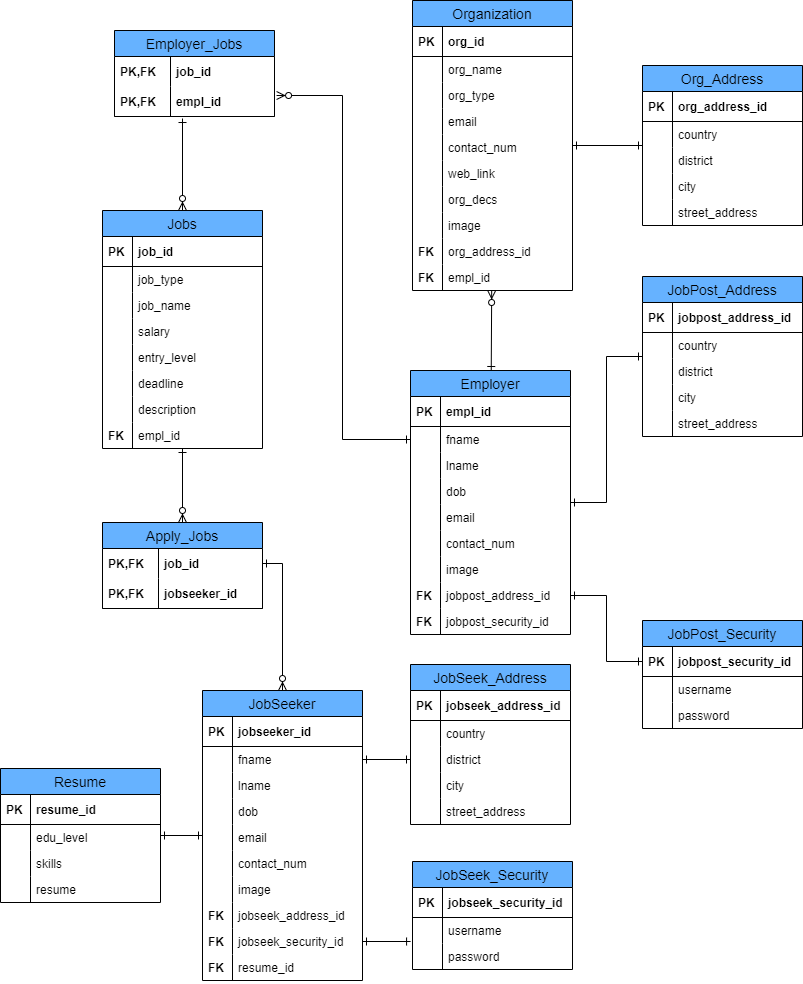 Organization
PK org_id
org_name
org_type
email
contact_num
web_link
org_decs
image
FK org_address_id
FK empl_id
Employer_Jobs
PK,FK job_id
PK,FK empl_id
Org_Address
PK org_address_id
country
district
city
street_address
Jobs
PK job_id
job_type
job_name
salary
entry_level
deadline
description
FK empl_id
JobPost_Address
PK jobpost_address_id
country
district
city
street_address
Employer
PK empl_id
fname
lname
dob
email
contact_num
image
FK jobpost_address_id
FK jobpost_security_id
Apply_Jobs
PK,FK job_id
PK,FK jobseeker_id
JobPost_Security
PK jobpost_security_id
username
password
JobSeek_Address
PK jobseek_address_id
country
district
city
street_address
JobSeeker
PK jobseeker_id
fname
lname
dob
email
contact_num
image
FK jobseek_address_id
FK jobseek_security_id
FK resume_id
Resume
PK resume_id
edu_level
skills
resume
JobSeek_Security
PK jobseek_security_id
username
password